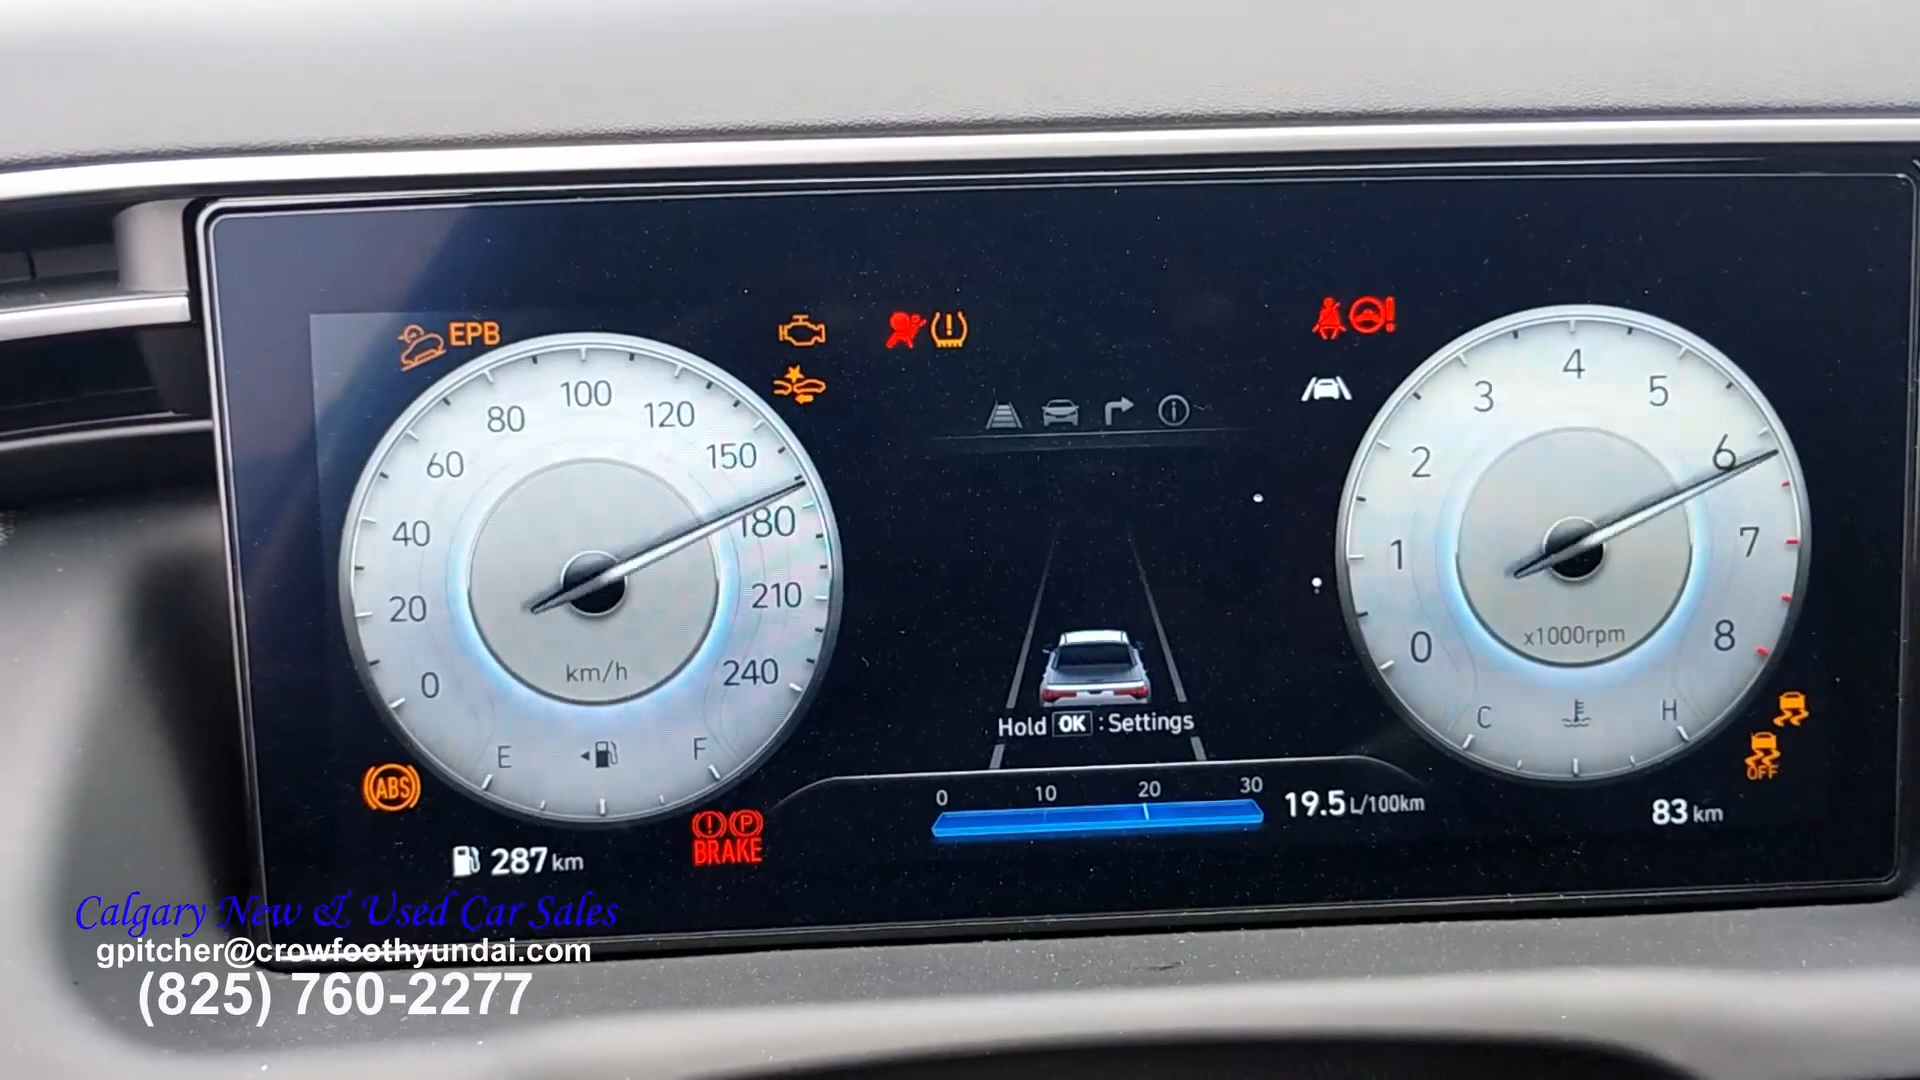 EPB
0
20
40
60
80
100
120
150
180
210
240
km/h
E
F
ABS
BRAKE
P
287 km
Hold OK : Settings
0 10 20 30
19.5 L/100km
0
1
2
3
4
5
6
7
8
x1000rpm
C
H
OFF
83 km
Calgary New & Used Car Sales
gpitcher@crowfoothyundai.com
(825) 760-2277